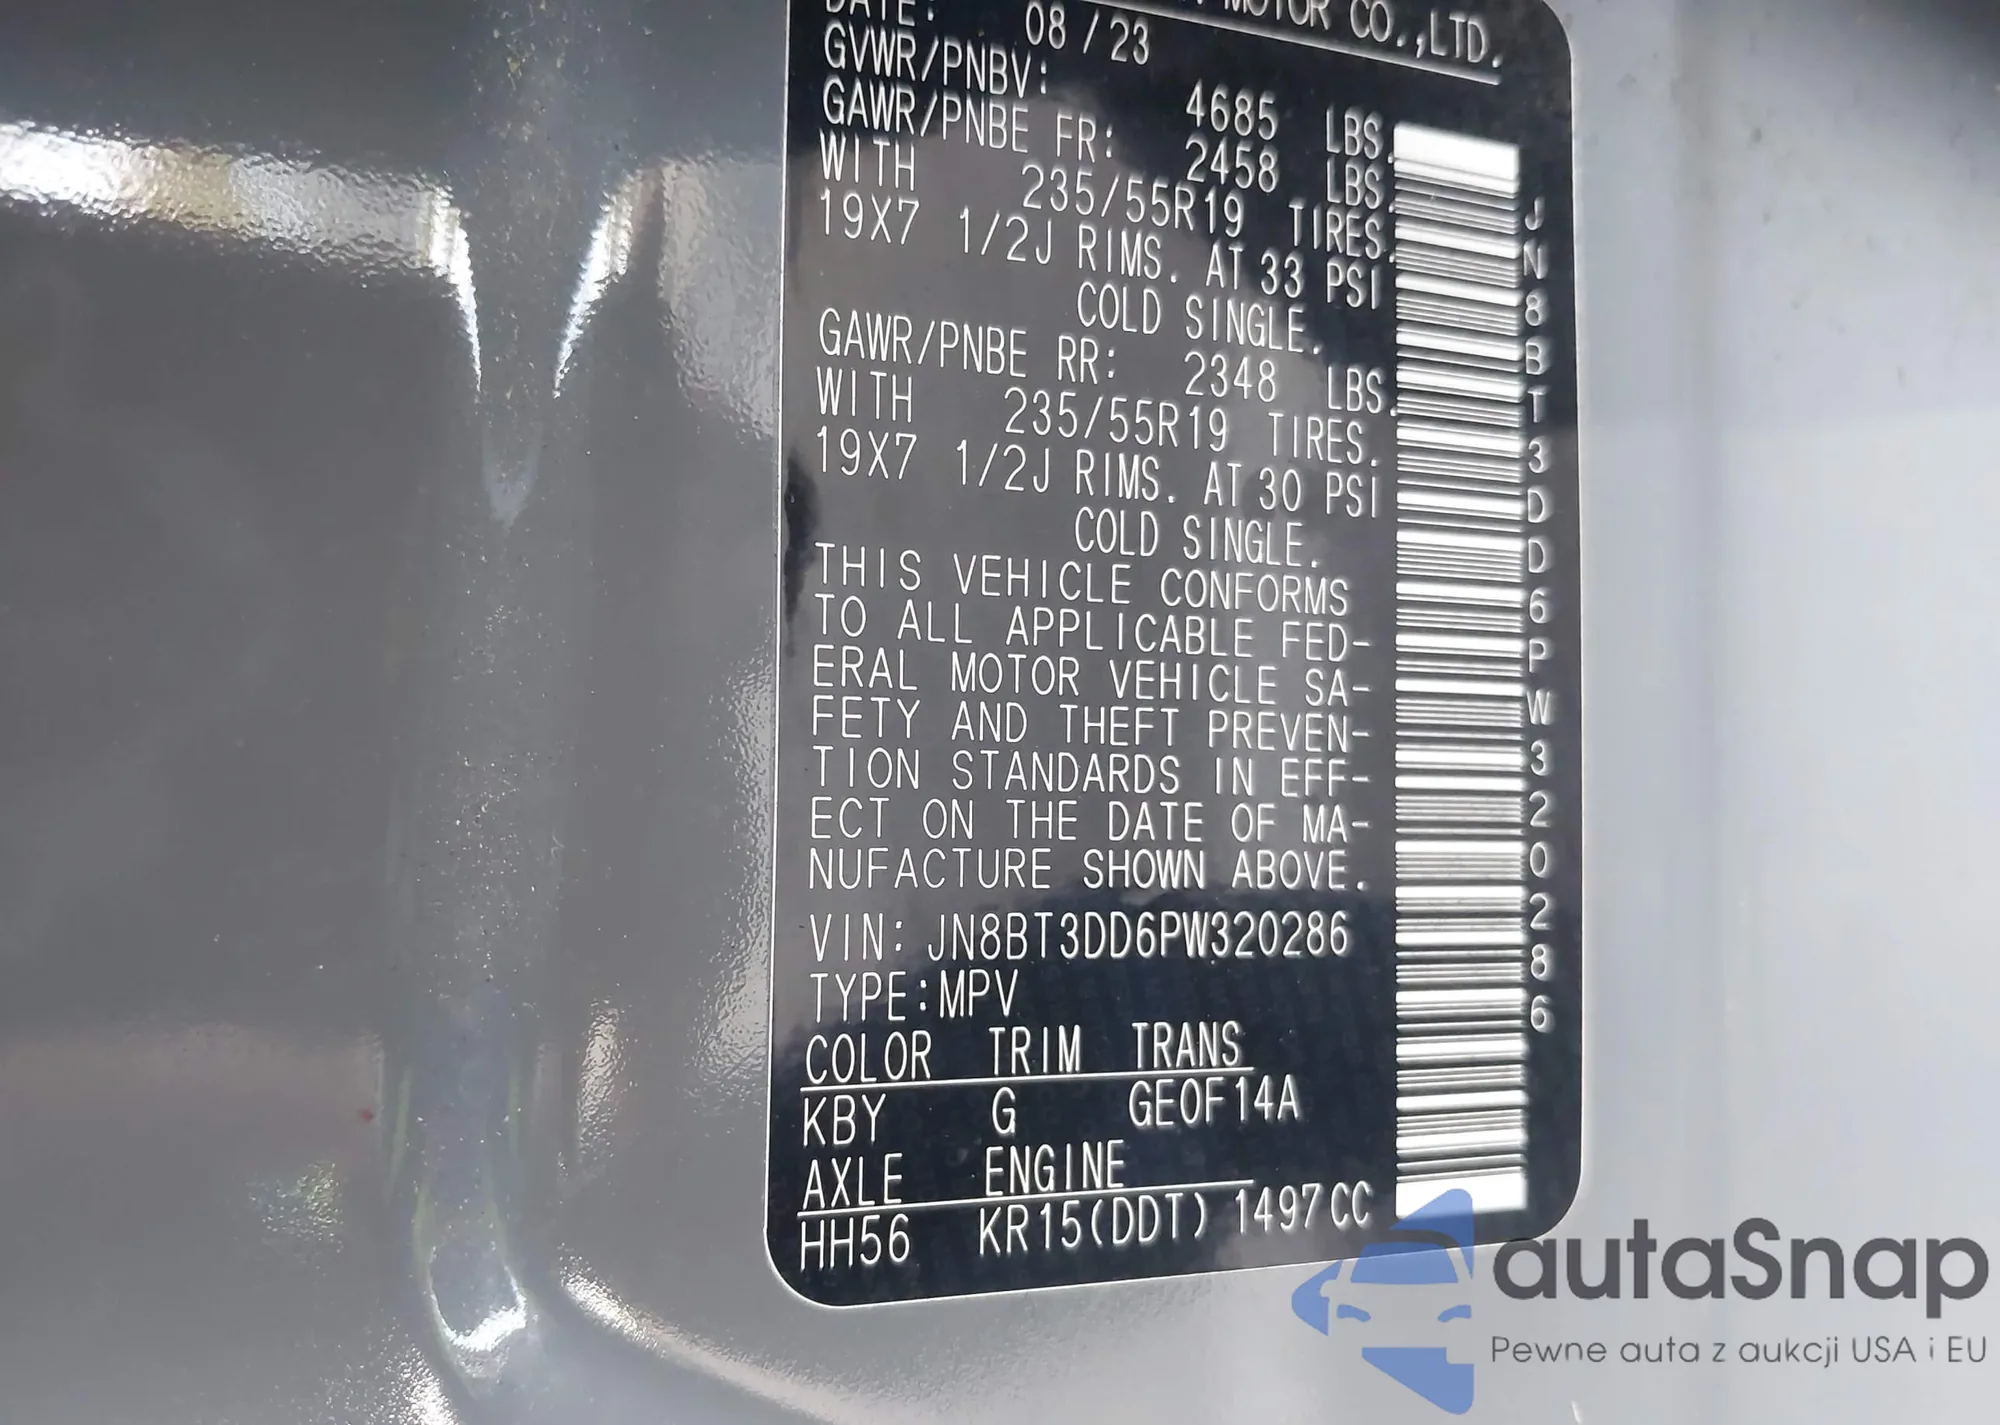 MOTOR CO.,LTD.
DATE: 08/23
GVWR/PNBV: 4685 LBS.
GAWR/PNBE FR: 2458 LBS.
WITH 235/55R19 TIRES.
19X7 1/2J RIMS. AT 33 PSI
COLD SINGLE.
GAWR/PNBE RR: 2348 LBS.
WITH 235/55R19 TIRES.
19X7 1/2J RIMS. AT 30 PSI
COLD SINGLE.
THIS VEHICLE CONFORMS
TO ALL APPLICABLE FED-
ERAL MOTOR VEHICLE SA-
FETY AND THEFT PREVEN-
TION STANDARDS IN EFF-
ECT ON THE DATE OF MA-
NUFACTURE SHOWN ABOVE.
VIN: JN8BT3DD6PW320286
TYPE:MPV
COLOR TRIM TRANS
KBY G GE0F14A
AXLE ENGINE
HH56 KR15(DDT) 1497CC
JN8BT3DD6PW320286
autaSnap
Pewne auta z aukcji USA i EU